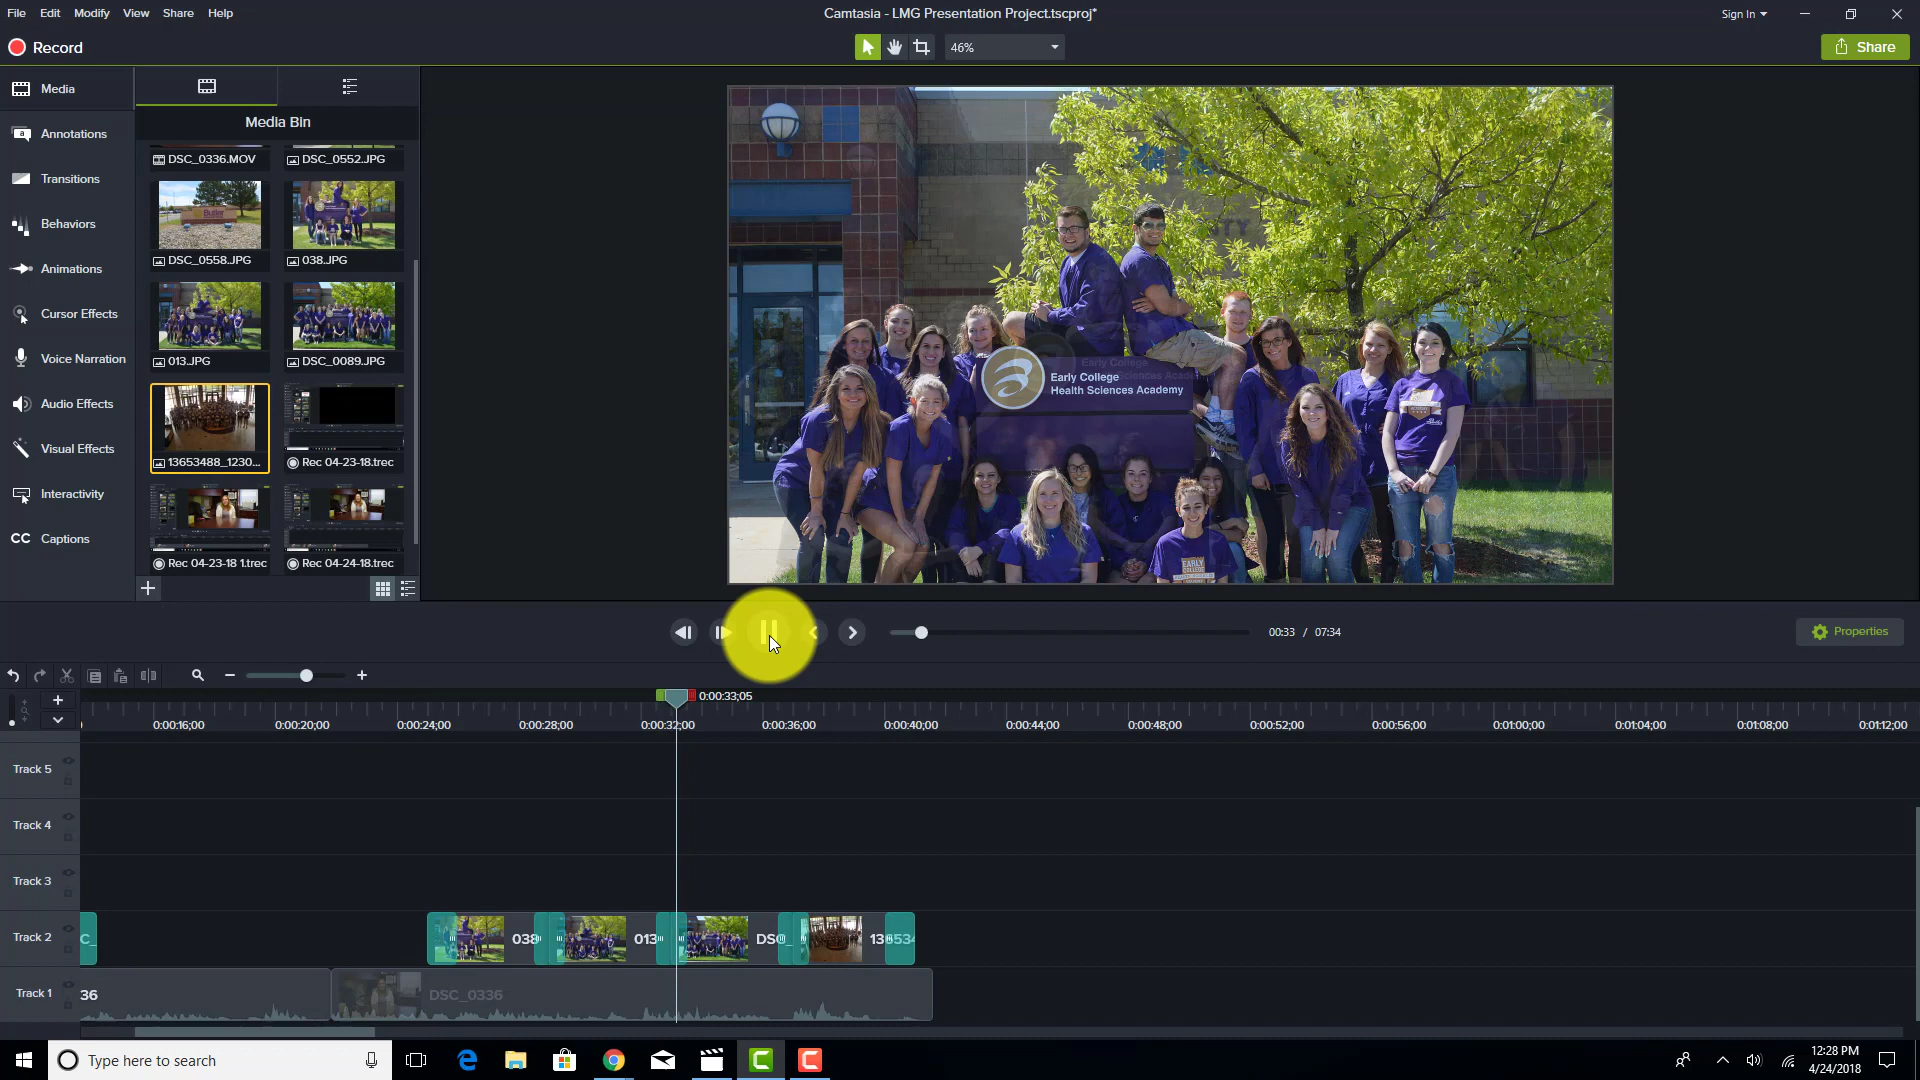 File Edit Modify View Share Help
Camtasia - LMG Presentation Project.tscproj*
Sign In
Record
46%
Share
Media
Annotations
Transitions
Behaviors
Animations
Cursor Effects
Voice Narration
Audio Effects
Visual Effects
Interactivity
CC Captions
Media Bin
DSC_0336.MOV DSC_0552.JPG
DSC_0558.JPG 038.JPG
013.JPG DSC_0089.JPG
13653488_1230... Rec 04-23-18.trec
Rec 04-23-18 1.trec Rec 04-24-18.trec
Early College
Health Sciences Academy
EARLY
COLLEGE
00:33 / 07:34
Properties
0:00:33;05
0:00:16;00 0:00:20;00 0:00:24;00 0:00:28;00 0:00:32;00 0:00:36;00 0:00:40;00 0:00:44;00 0:00:48;00 0:00:52;00 0:00:56;00 0:01:00;00 0:01:04;00 0:01:08;00 0:01:12;00
Track 5
Track 4
Track 3
Track 2
C_ 038 013 DSC_ 136534
Track 1
36 DSC_0336
Type here to search
12:28 PM
4/24/2018